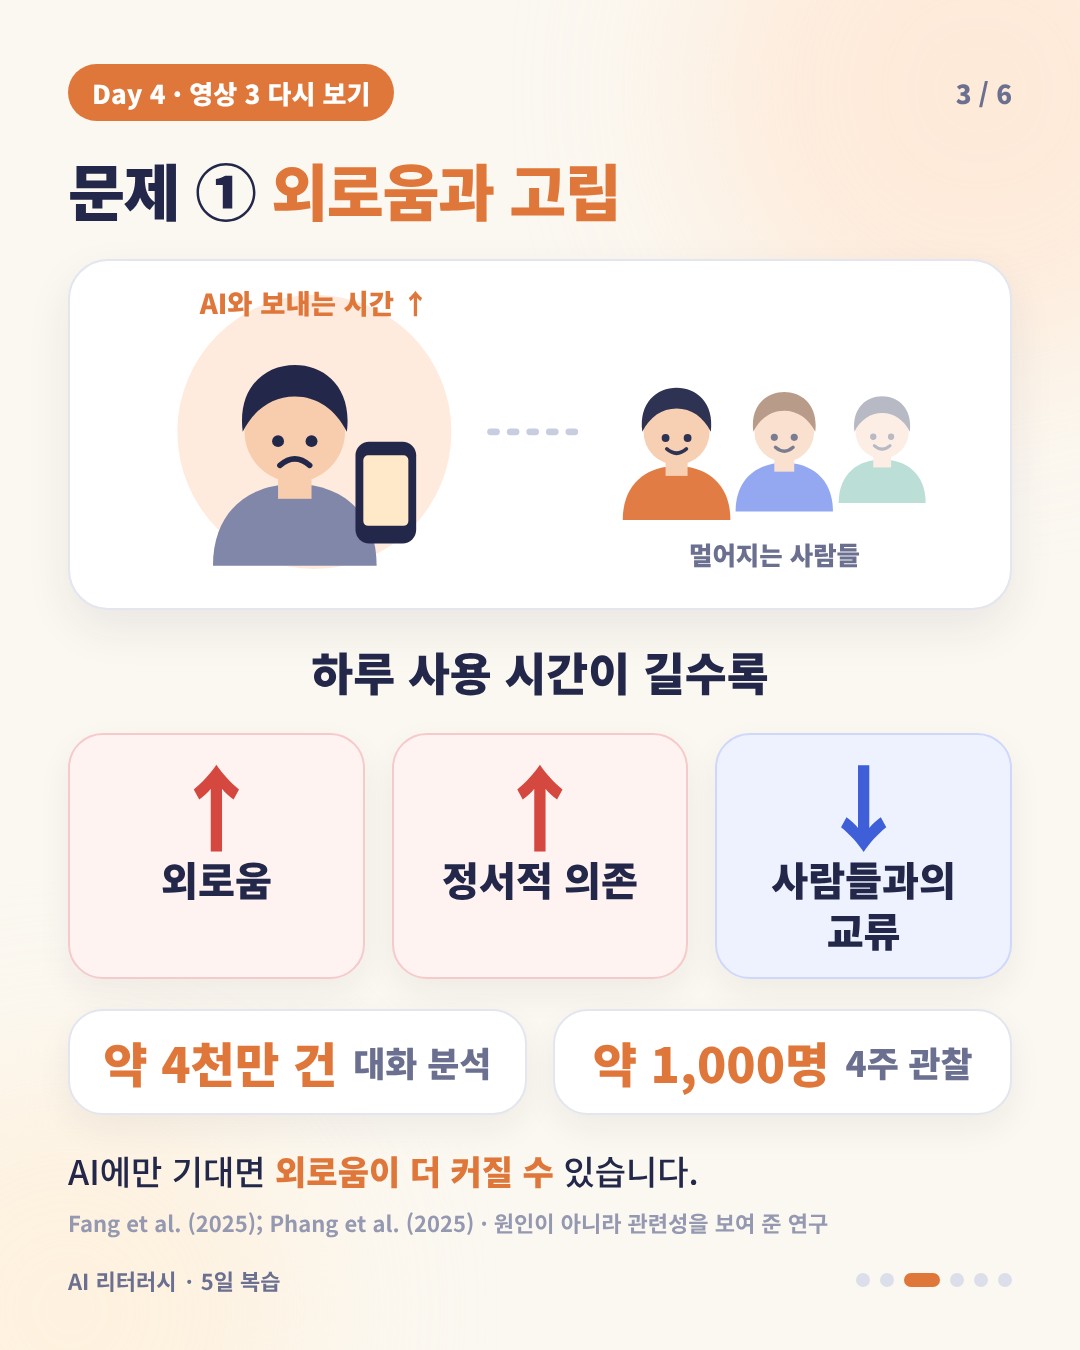 Day 4 · 영상 3 다시 보기
3 / 6
문제 ① 외로움과 고립
AI와 보내는 시간 ↑
멀어지는 사람들
하루 사용 시간이 길수록
↑
외로움
↑
정서적 의존
↓
사람들과의
교류
약 4천만 건 대화 분석
약 1,000명 4주 관찰
AI에만 기대면 외로움이 더 커질 수 있습니다.
Fang et al. (2025); Phang et al. (2025) · 원인이 아니라 관련성을 보여 준 연구
AI 리터러시 · 5일 복습